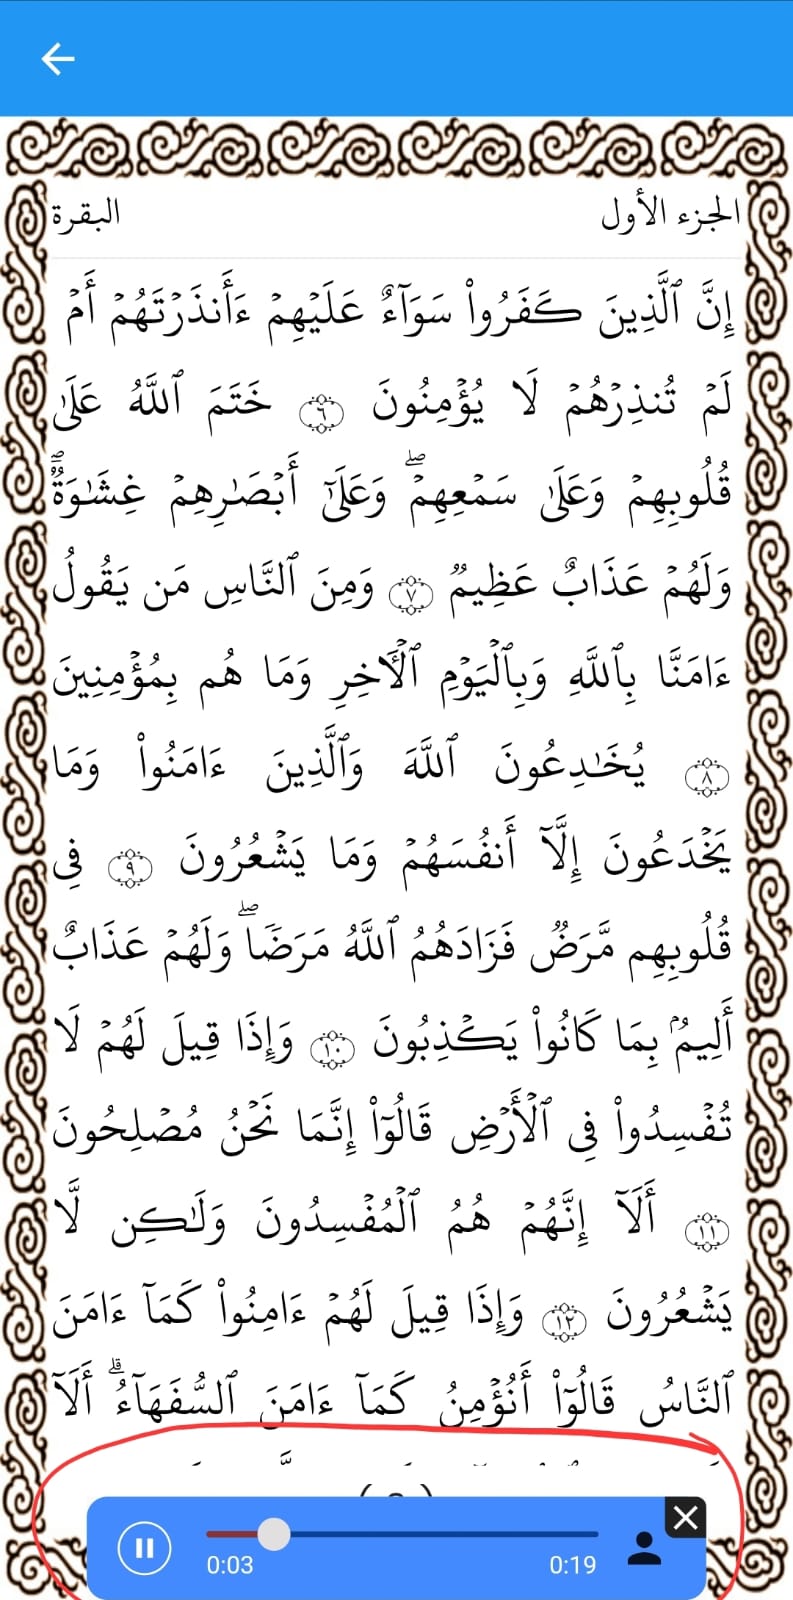 الجزء الأول
البقرة
إِنَّ ٱلَّذِينَ كَفَرُوا۟ سَوَآءٌ عَلَيْهِمْ ءَأَنذَرْتَهُمْ أَمْ
لَمْ تُنذِرْهُمْ لَا يُؤْمِنُونَ ٦ خَتَمَ ٱللَّهُ عَلَىٰ
قُلُوبِهِمْ وَعَلَىٰ سَمْعِهِمْ ۖ وَعَلَىٰٓ أَبْصَـٰرِهِمْ غِشَـٰوَةٌ ۖ
وَلَهُمْ عَذَابٌ عَظِيمٌ ٧ وَمِنَ ٱلنَّاسِ مَن يَقُولُ
ءَامَنَّا بِٱللَّهِ وَبِٱلْيَوْمِ ٱلْـَٔاخِرِ وَمَا هُم بِمُؤْمِنِينَ
٨ يُخَـٰدِعُونَ ٱللَّهَ وَٱلَّذِينَ ءَامَنُوا۟ وَمَا
يَخْدَعُونَ إِلَّآ أَنفُسَهُمْ وَمَا يَشْعُرُونَ ٩ فِى
قُلُوبِهِم مَّرَضٌ فَزَادَهُمُ ٱللَّهُ مَرَضًا ۖ وَلَهُمْ عَذَابٌ
أَلِيمٌۢ بِمَا كَانُوا۟ يَكْذِبُونَ ١٠ وَإِذَا قِيلَ لَهُمْ لَا
تُفْسِدُوا۟ فِى ٱلْأَرْضِ قَالُوٓا۟ إِنَّمَا نَحْنُ مُصْلِحُونَ
١١ أَلَآ إِنَّهُمْ هُمُ ٱلْمُفْسِدُونَ وَلَـٰكِن لَّا
يَشْعُرُونَ ١٢ وَإِذَا قِيلَ لَهُمْ ءَامِنُوا۟ كَمَآ ءَامَنَ
ٱلنَّاسُ قَالُوٓا۟ أَنُؤْمِنُ كَمَآ ءَامَنَ ٱلسُّفَهَآءُ ۗ أَلَآ
0:03
0:19